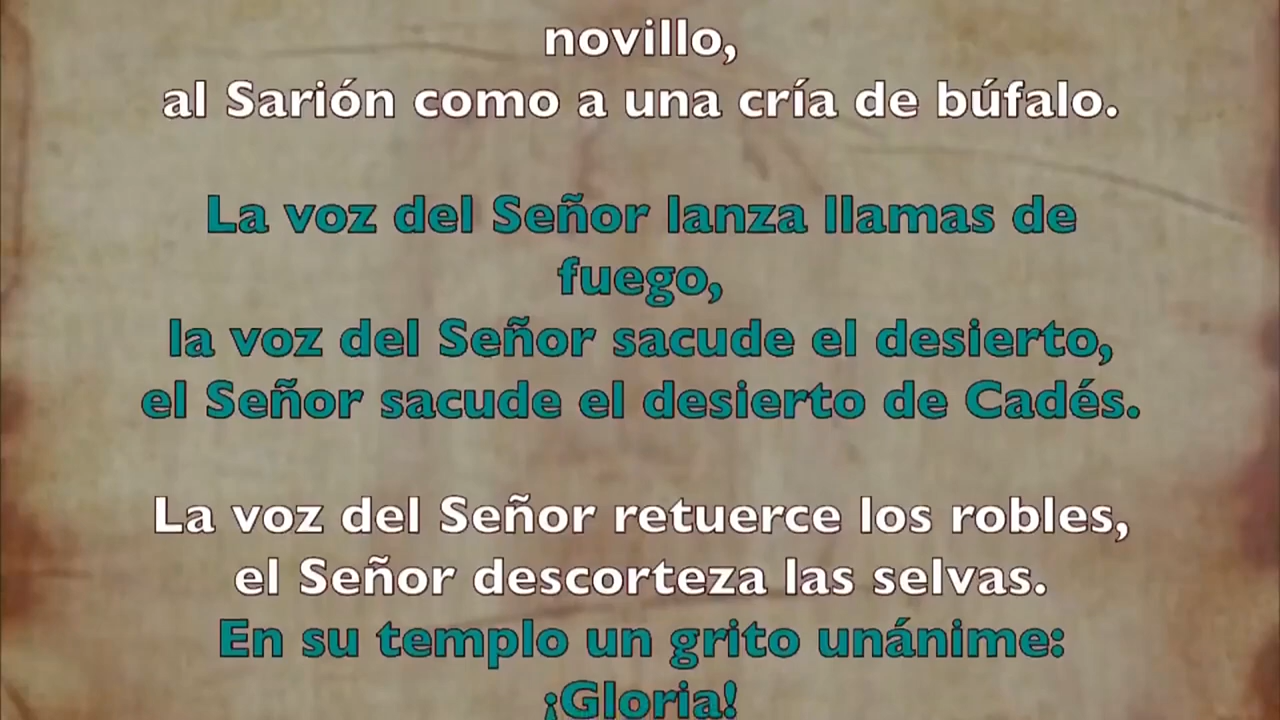 novillo,
al Sarión como a una cría de búfalo.
La voz del Señor lanza llamas de
fuego,
la voz del Señor sacude el desierto,
el Señor sacude el desierto de Cadés.
La voz del Señor retuerce los robles,
el Señor descorteza las selvas.
En su templo un grito unánime:
¡Gloria!